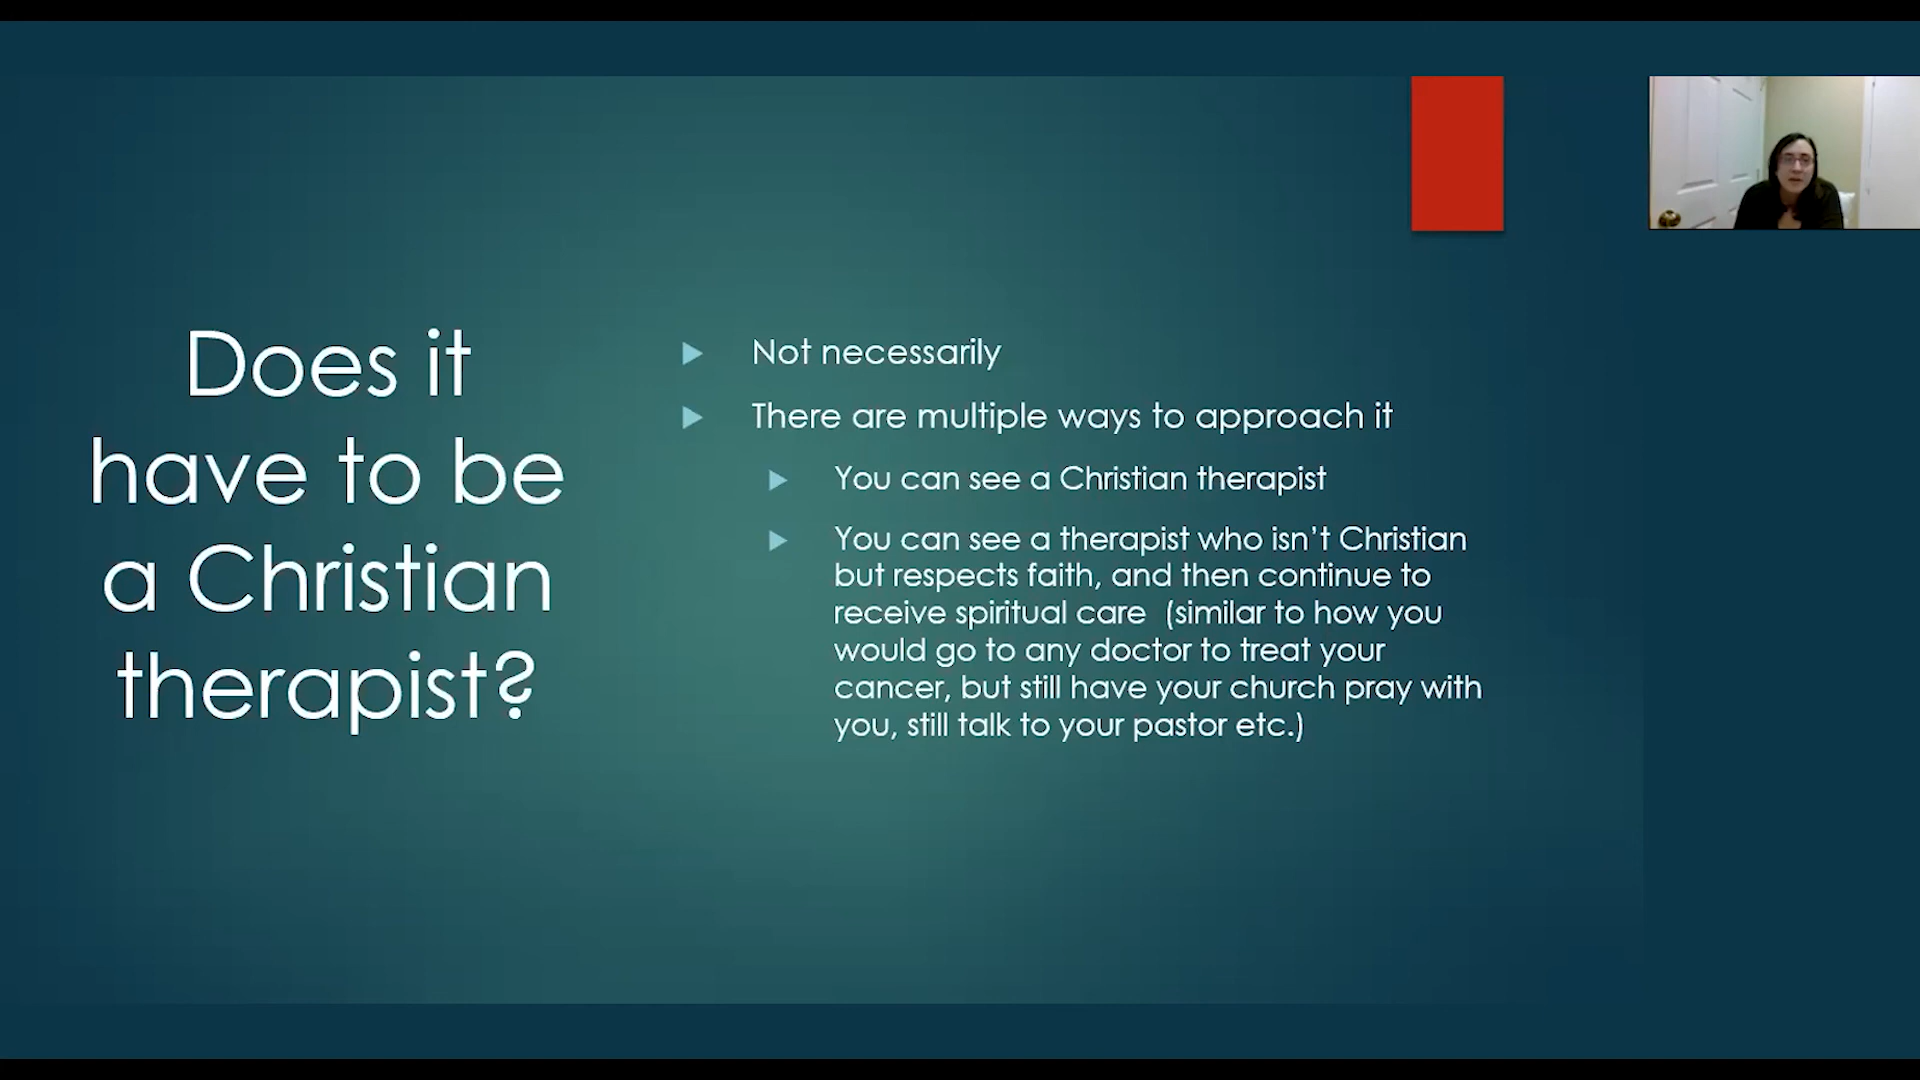 Does it
have to be
a Christian
therapist?
Not necessarily
There are multiple ways to approach it
You can see a Christian therapist
You can see a therapist who isn't Christian
but respects faith, and then continue to
receive spiritual care  (similar to how you
would go to any doctor to treat your
cancer, but still have your church pray with
you, still talk to your pastor etc.)